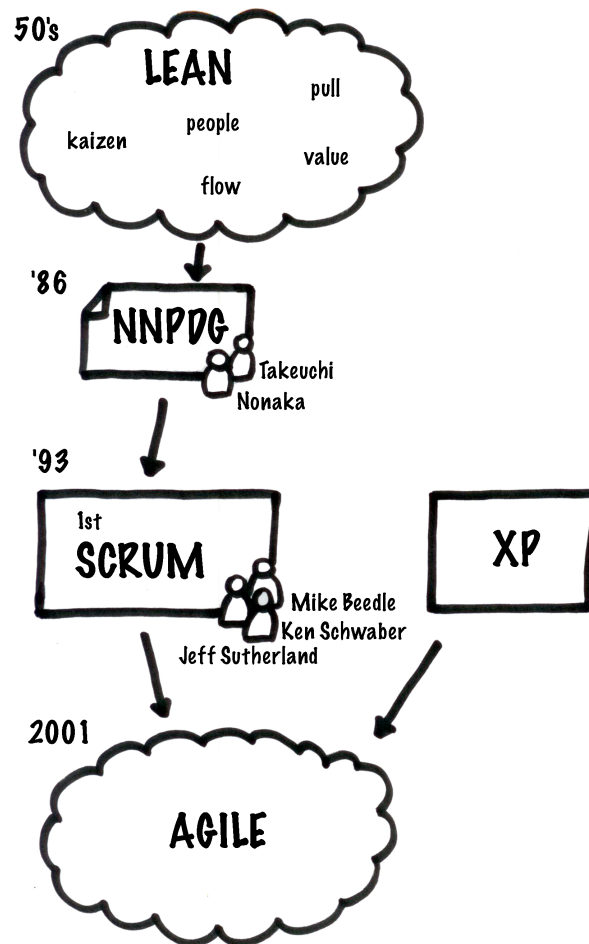 50's
LEAN
pull
people
kaizen
value
flow
'86
NNPDG
Takeuchi
Nonaka
'93
1st
SCRUM
XP
Mike Beedle
Ken Schwaber
Jeff Sutherland
2001
AGILE